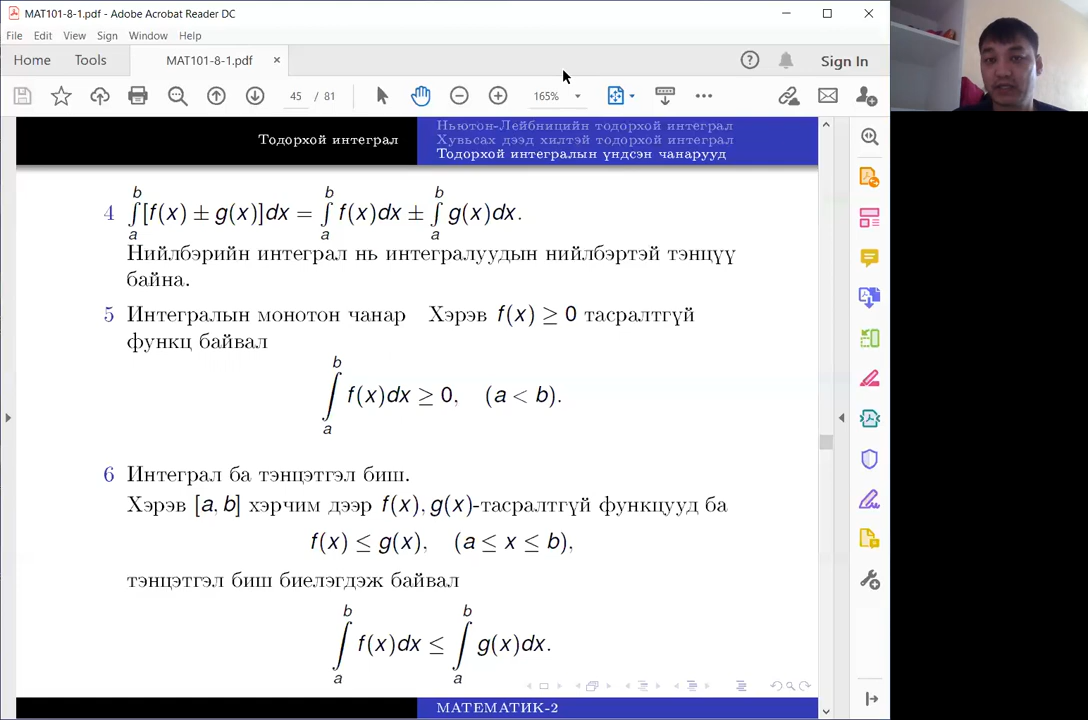 MAT101-8-1.pdf - Adobe Acrobat Reader DC
File Edit View Sign Window Help
Home Tools MAT101-8-1.pdf × Sign In
45 / 81 165%
Тодорхой интеграл
Ньютон-Лейбницийн тодорхой интеграл
Хувьсах дээд хилтэй тодорхой интеграл
Тодорхой интегралын үндсэн чанарууд
4 ∫_a^b [f(x) ± g(x)]dx = ∫_a^b f(x)dx ± ∫_a^b g(x)dx.
Нийлбэрийн интеграл нь интегралуудын нийлбэртэй тэнцүү
байна.
5 Интегралын монотон чанар Хэрэв f(x) ≥ 0 тасралтгүй
функц байвал
∫_a^b f(x)dx ≥ 0, (a < b).
6 Интеграл ба тэнцэтгэл биш.
Хэрэв [a, b] хэрчим дээр f(x), g(x)-тасралтгүй функцууд ба
f(x) ≤ g(x), (a ≤ x ≤ b),
тэнцэтгэл биш биелэгдэж байвал
∫_a^b f(x)dx ≤ ∫_a^b g(x)dx.
МАТЕМАТИК-2